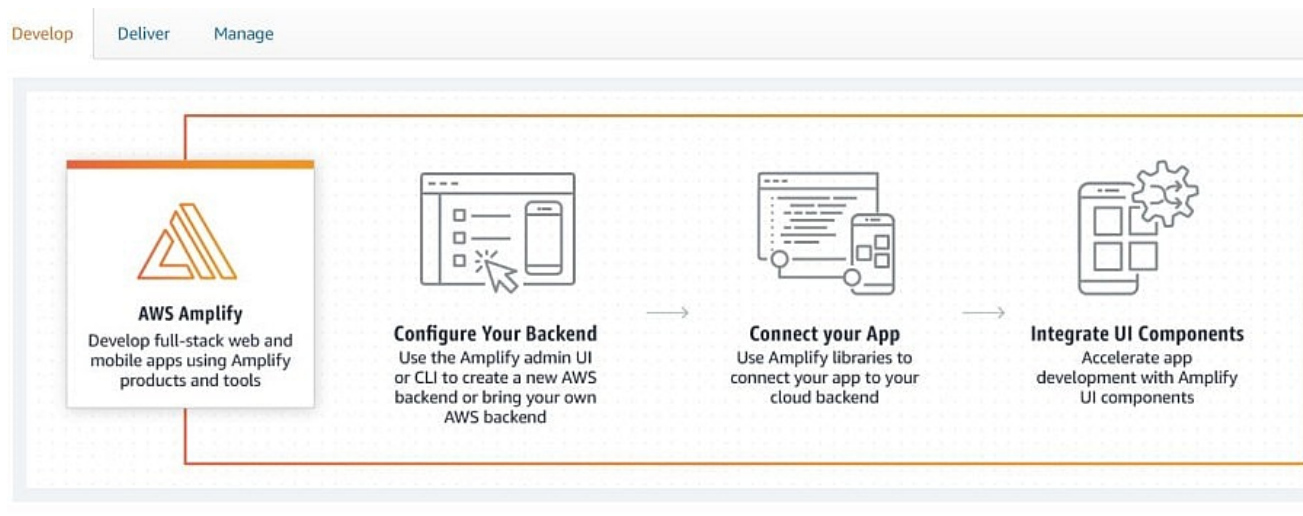 Develop
Deliver
Manage
AWS Amplify
Develop full-stack web and
mobile apps using Amplify
products and tools
Configure Your Backend
Use the Amplify admin UI
or CLI to create a new AWS
backend or bring your own
AWS backend
Connect your App
Use Amplify libraries to
connect your app to your
cloud backend
Integrate UI Components
Accelerate app
development with Amplify
UI components